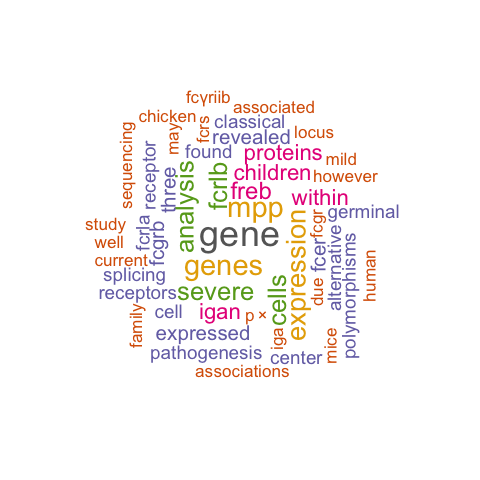 fcγriib
associated
chicken
classical
fcrs
may
revealed
locus
sequencing
receptor
found
proteins
mild
three
analysis
fcrlb
children
however
freb
within
mpp
germinal
study
fcrla
fcgrb
gene
expression
fcer
fcgr
alternative
polymorphisms
human
well
current
genes
splicing
receptors
severe
cells
due
family
cell
igan
p ×
iga
mice
expressed
pathogenesis
center
associations